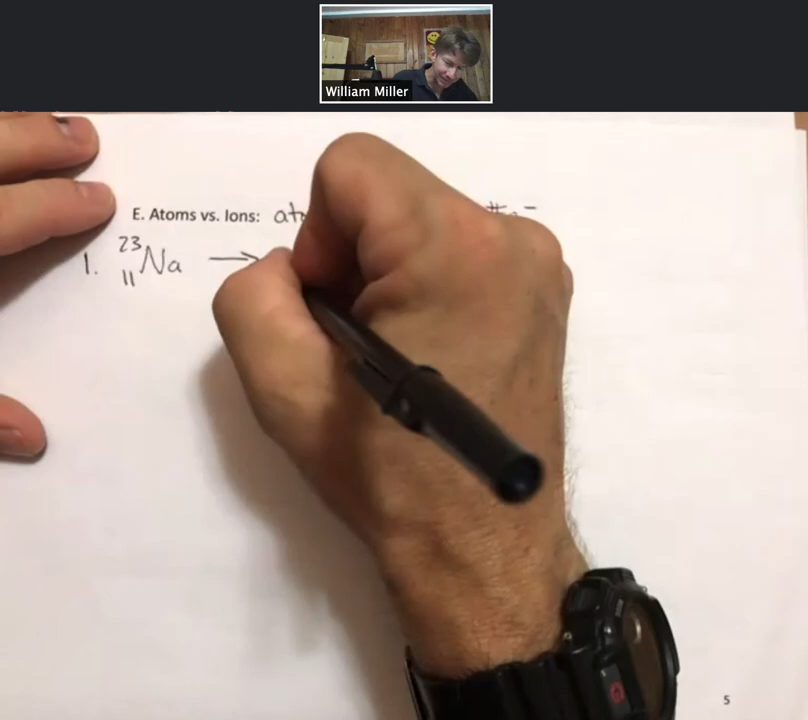 William Miller
E. Atoms vs. Ions:
1. ²³₁₁Na →
5